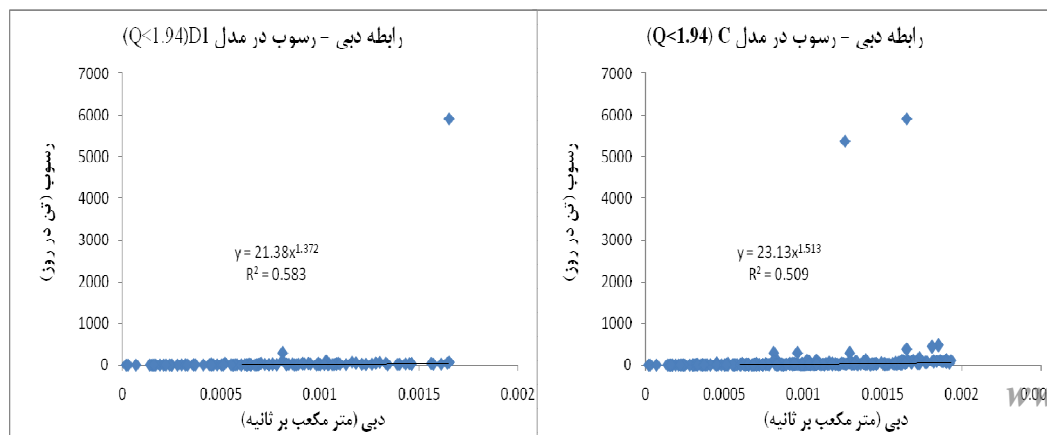 رابطه دبی - رسوب در مدل D1(Q<1.94)
7000
6000
5000
4000
3000
2000
1000
0
رسوب (تن در روز)
y = 21.38x^1.372
R² = 0.583
0 0.0005 0.001 0.0015 0.002
دبی (متر مکعب بر ثانیه)
رابطه دبی - رسوب در مدل C (Q<1.94)
7000
6000
5000
4000
3000
2000
1000
0
رسوب (تن در روز)
y = 23.13x^1.513
R² = 0.509
0 0.0005 0.001 0.0015 0.002
دبی (متر مکعب بر ثانیه)